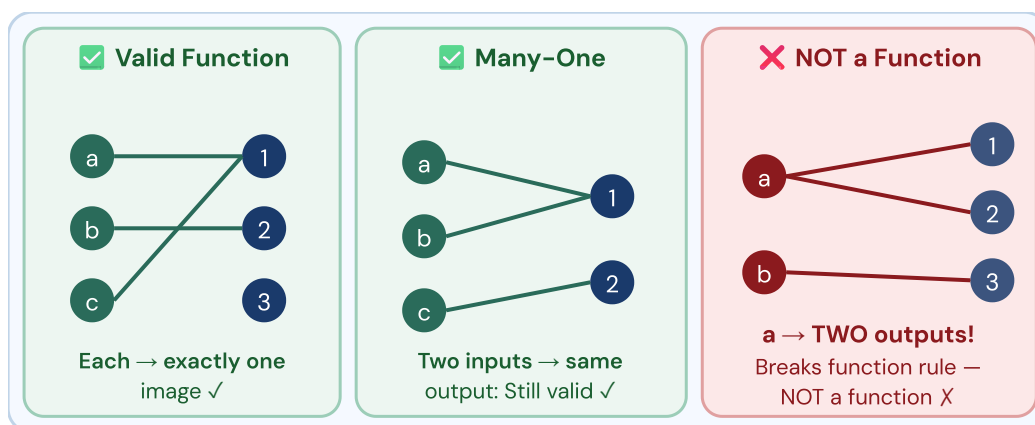 ✅ Valid Function
a
1
b
2
c
3
Each → exactly one
image ✓
✅ Many-One
a
1
b
2
c
Two inputs → same
output: Still valid ✓
❌ NOT a Function
a
1
2
b
3
a → TWO outputs!
Breaks function rule —
NOT a function ✗